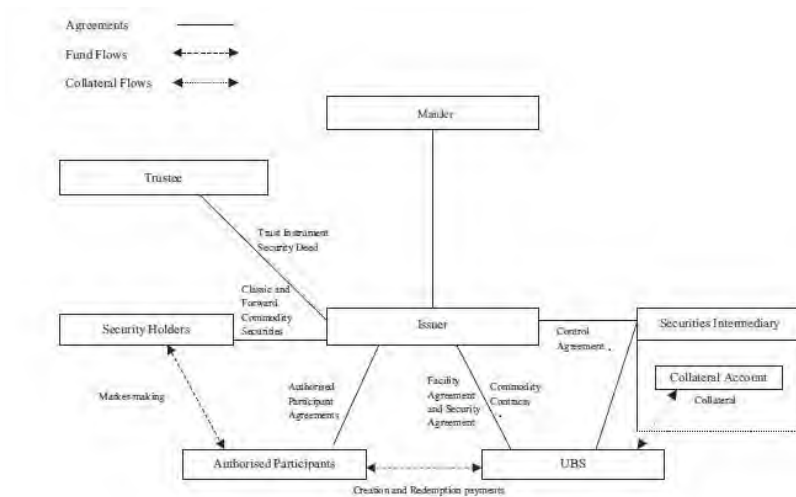 Agreements
Fund Flows
Collateral Flows
Trustee
Trust Instrument
Security Deed
Classic and
Forward
Commodity
Securities
Security Holders
Issuer
Securities Intermediary
Control
Agreement
Collateral Account
Collateral
Market-making
Authorised
Participant
Agreements
Facility
Agreement
and Security
Agreement
Commodity
Contracts
Authorised Participants
UBS
Creation and Redemption payments